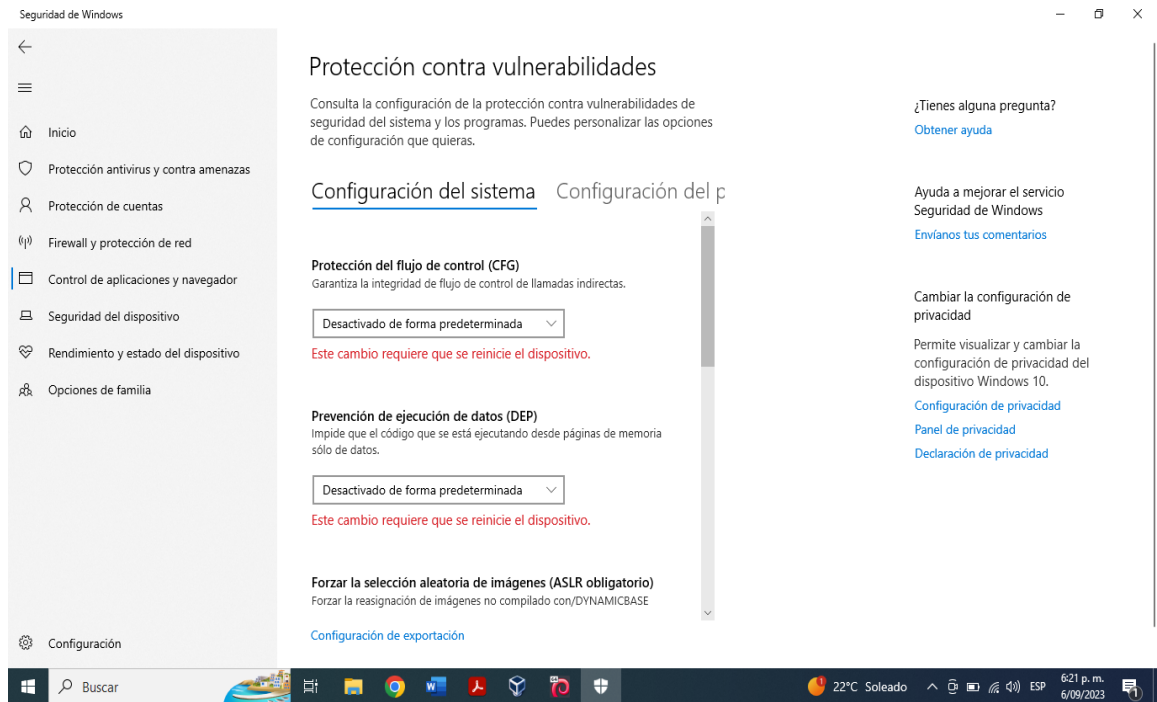 Seguridad de Windows
Inicio
Protección antivirus y contra amenazas
Protección de cuentas
Firewall y protección de red
Control de aplicaciones y navegador
Seguridad del dispositivo
Rendimiento y estado del dispositivo
Opciones de familia
Configuración
Protección contra vulnerabilidades
Consulta la configuración de la protección contra vulnerabilidades de
seguridad del sistema y los programas. Puedes personalizar las opciones
de configuración que quieras.
Configuración del sistema Configuración del p
Protección del flujo de control (CFG)
Garantiza la integridad de flujo de control de llamadas indirectas.
Desactivado de forma predeterminada
Este cambio requiere que se reinicie el dispositivo.
Prevención de ejecución de datos (DEP)
Impide que el código que se está ejecutando desde páginas de memoria
sólo de datos.
Desactivado de forma predeterminada
Este cambio requiere que se reinicie el dispositivo.
Forzar la selección aleatoria de imágenes (ASLR obligatorio)
Forzar la reasignación de imágenes no compilado con/DYNAMICBASE
Configuración de exportación
¿Tienes alguna pregunta?
Obtener ayuda
Ayuda a mejorar el servicio
Seguridad de Windows
Envíanos tus comentarios
Cambiar la configuración de
privacidad
Permite visualizar y cambiar la
configuración de privacidad del
dispositivo Windows 10.
Configuración de privacidad
Panel de privacidad
Declaración de privacidad
Buscar
22°C Soleado
ESP
6:21 p. m.
6/09/2023